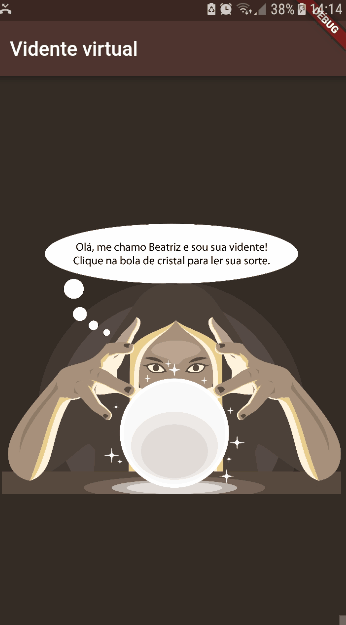 38% 14:14
DEBUG
Vidente virtual
Olá, me chamo Beatriz e sou sua vidente!
Clique na bola de cristal para ler sua sorte.